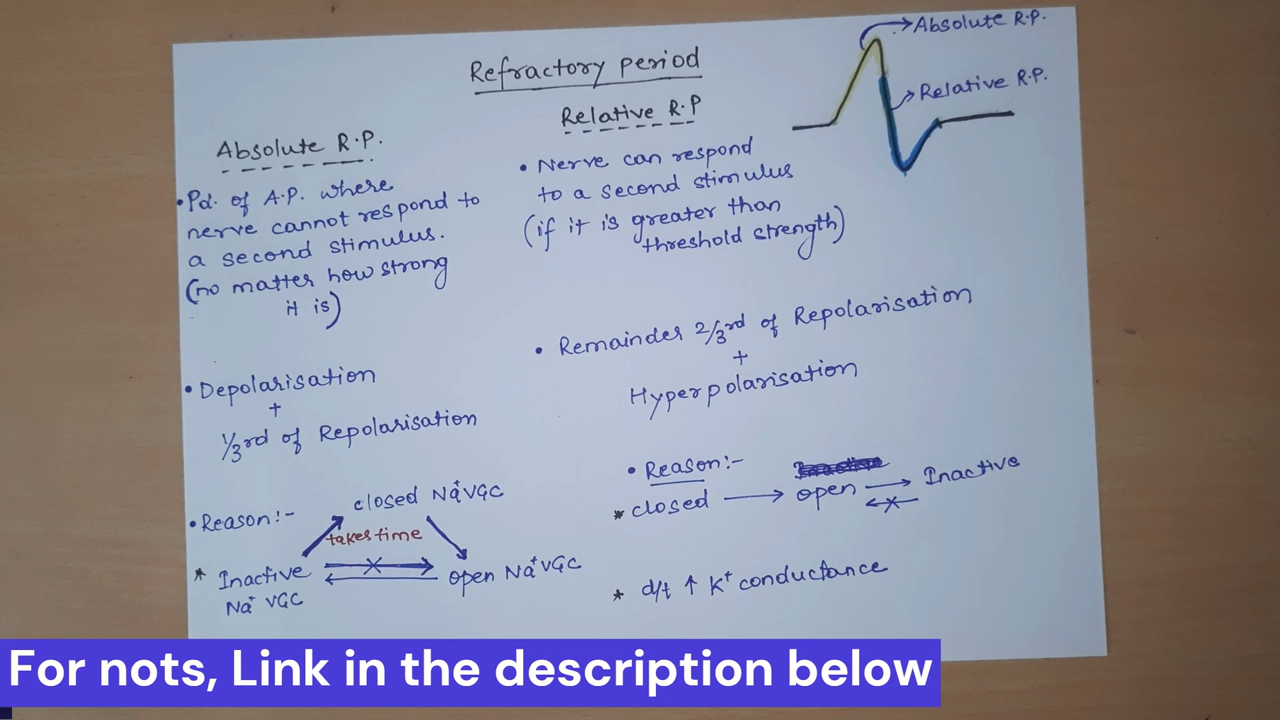 Refractory period
Absolute R.P.
Relative R.P.
Absolute R.P.
• Pd. of A.P. where
nerve cannot respond to
a second stimulus.
(no matter how strong
it is)
• Depolarisation
+
1/3rd of Repolarisation
• Reason :-
closed Na⁺VGC
takes time
* Inactive
Na⁺ VGC
open Na⁺VGC
Relative R.P
• Nerve can respond
to a second stimulus
(if it is greater than
threshold strength)
• Remainder 2/3rd of Repolarisation
+
Hyperpolarisation
• Reason :-
* closed → open → Inactive
* d/t ↑ K⁺ conductance
For nots, Link in the description below